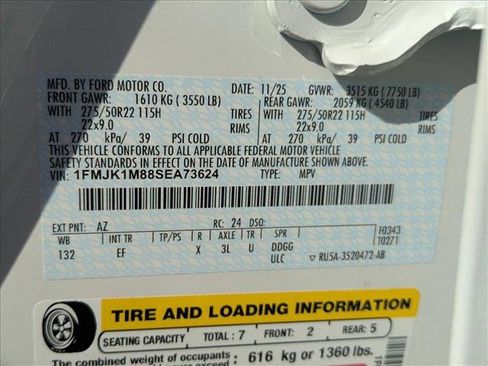 MFD. BY FORD MOTOR CO.
DATE: 11/25 GVWR: 3515 KG ( 7750 LB)
FRONT GAWR: 1610 KG ( 3550 LB) REAR GAWR: 2059 KG ( 4540 LB)
WITH 275/50R22 115H TIRES WITH 275/50R22 115H TIRES
22x9.0 RIMS 22x9.0 RIMS
AT 270 kPa/ 39 PSI COLD AT 270 kPa/ 39 PSI COLD
THIS VEHICLE CONFORMS TO ALL APPLICABLE FEDERAL MOTOR VEHICLE
SAFETY STANDARDS IN EFFECT ON THE DATE OF MANUFACTURE SHOWN ABOVE.
VIN: 1FMJK1M88SEA73624 TYPE: MPV
EXT PNT: AZ RC: 24 DSO: F0343
T0271
WB INT TR TP/PS R AXLE TR SPR
132 EF X 3L U DDGG
ULC ▽ RU5A-3520472-AB
TIRE AND LOADING INFORMATION
SEATING CAPACITY TOTAL : 7 FRONT: 2 REAR: 5
The combined weight of occupants 616 kg or 1360 lbs.